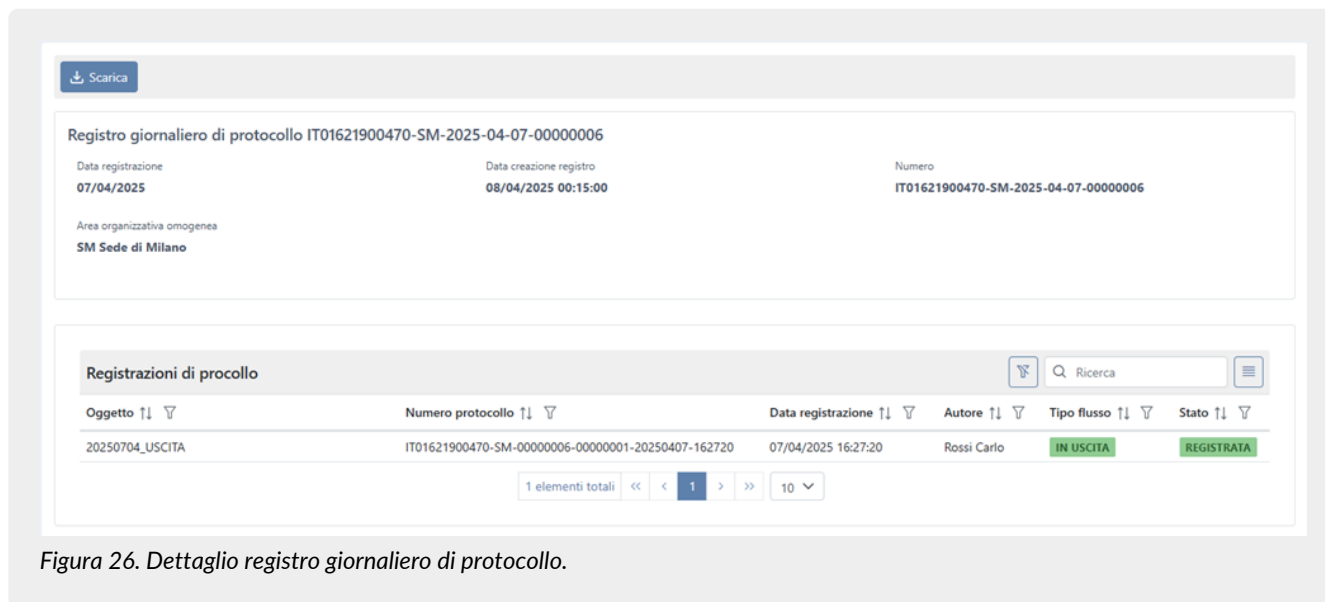 Scarica
Registro giornaliero di protocollo IT01621900470-SM-2025-04-07-00000006
Data registrazione Data creazione registro Numero
07/04/2025 08/04/2025 00:15:00 IT01621900470-SM-2025-04-07-00000006
Area organizzativa omogenea
SM Sede di Milano
Registrazioni di procollo Ricerca
Oggetto Numero protocollo Data registrazione Autore Tipo flusso Stato
20250704_USCITA IT01621900470-SM-00000006-00000001-20250407-162720 07/04/2025 16:27:20 Rossi Carlo IN USCITA REGISTRATA
1 elementi totali << < 1 > >> 10
Figura 26. Dettaglio registro giornaliero di protocollo.